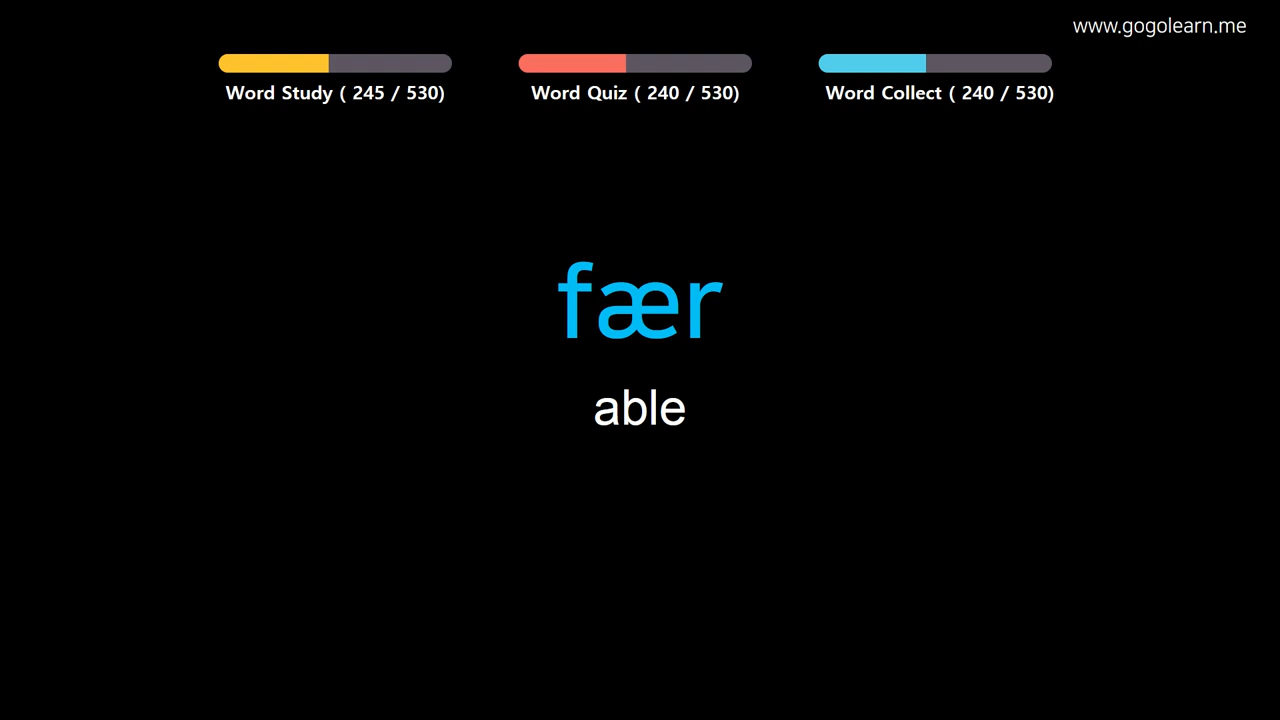 www.gogolearn.me
Word Study ( 245 / 530)
Word Quiz ( 240 / 530)
Word Collect ( 240 / 530)
fær
able